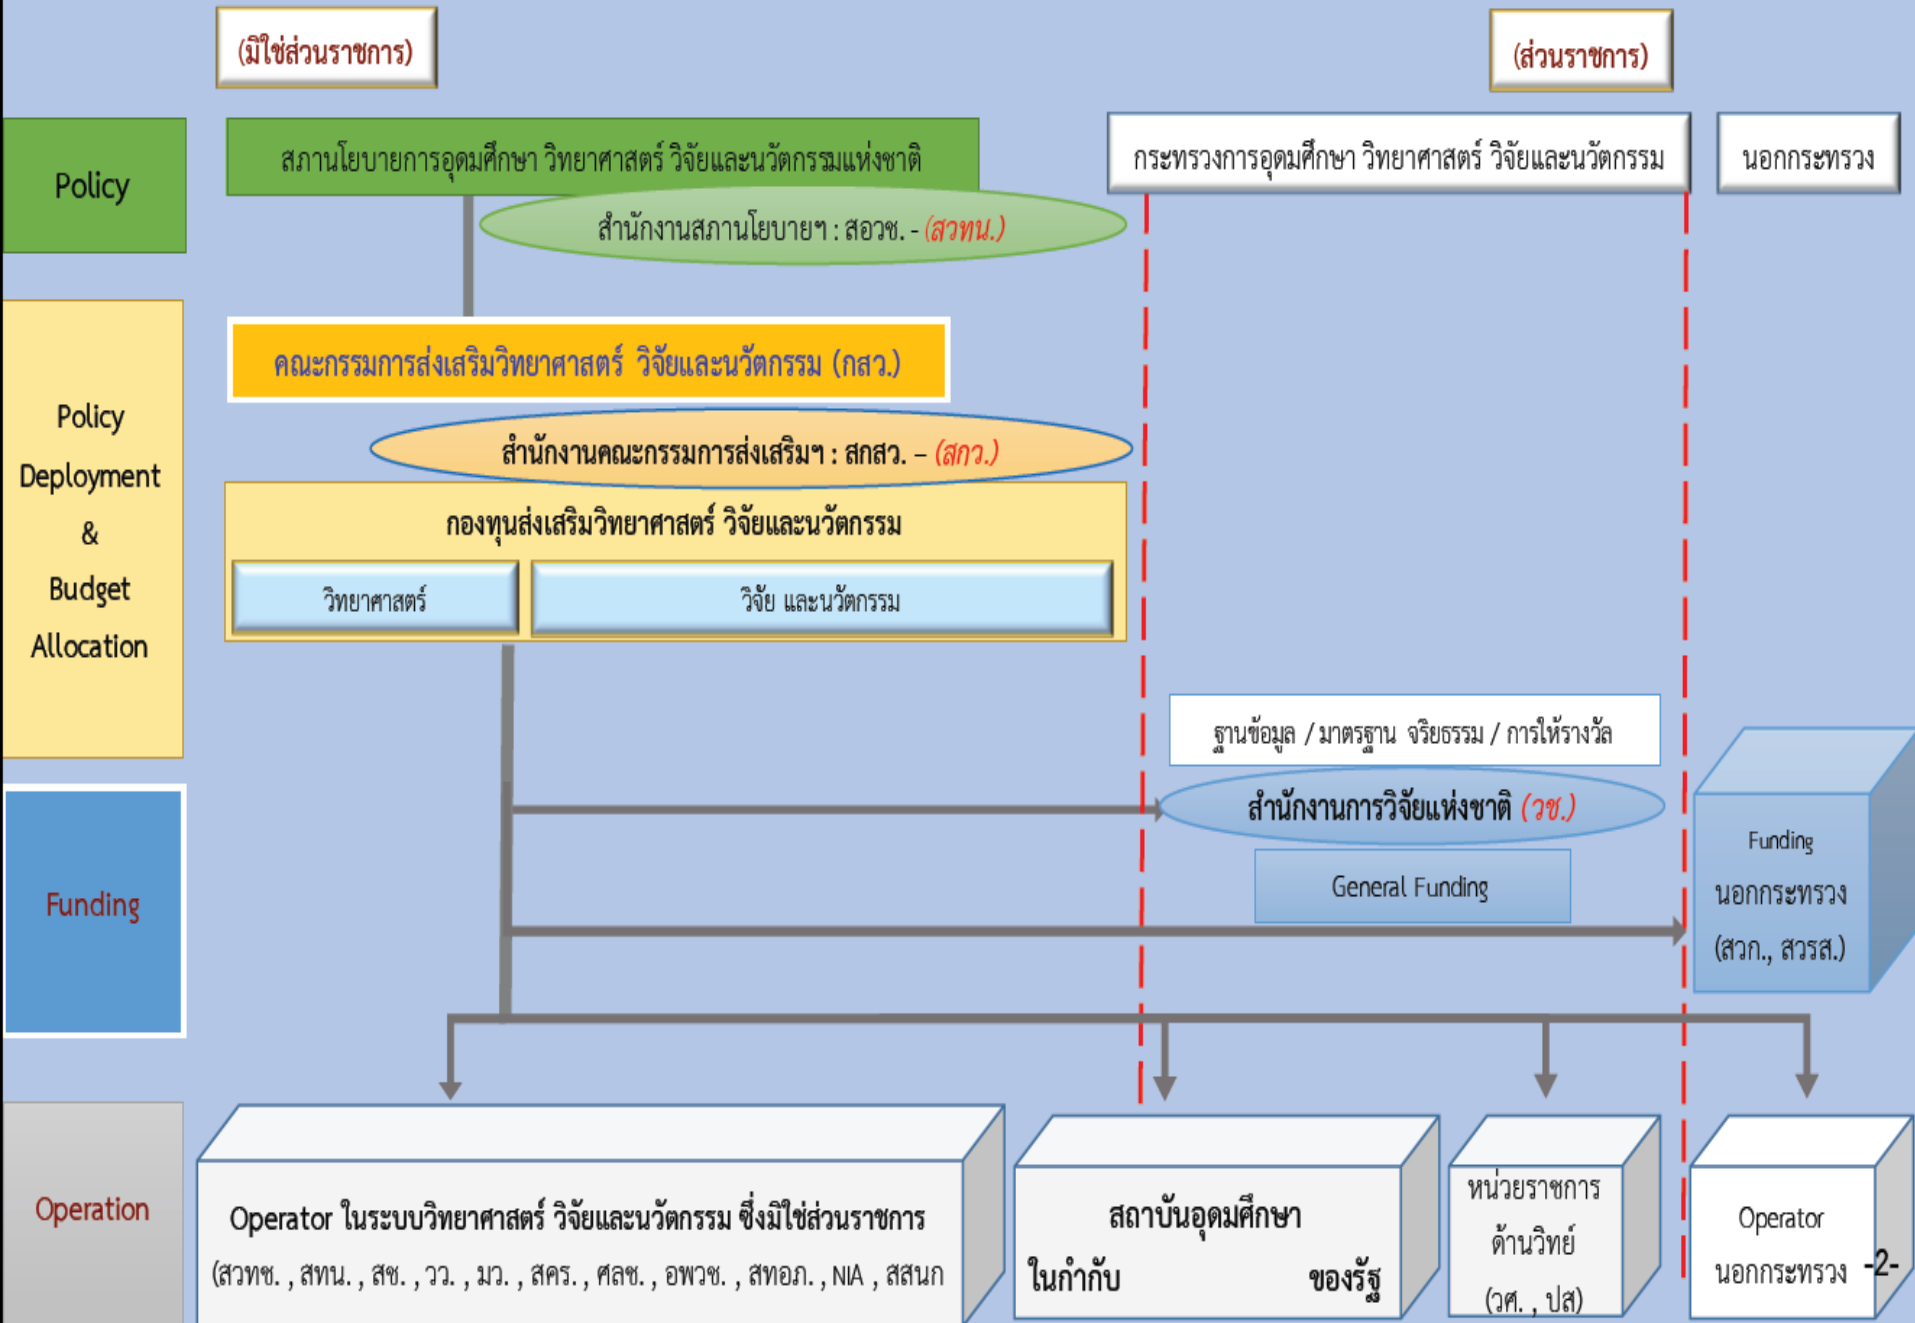 (มิใช่ส่วนราชการ)
(ส่วนราชการ)
Policy
สภานโยบายการอุดมศึกษา วิทยาศาสตร์ วิจัยและนวัตกรรมแห่งชาติ
กระทรวงการอุดมศึกษา วิทยาศาสตร์ วิจัยและนวัตกรรม
นอกกระทรวง
สำนักงานสภานโยบายฯ : สอวช. - (สวทน.)
Policy
Deployment
&
Budget
Allocation
คณะกรรมการส่งเสริมวิทยาศาสตร์ วิจัยและนวัตกรรม (กสว.)
สำนักงานคณะกรรมการส่งเสริมฯ : สกสว. – (สกว.)
กองทุนส่งเสริมวิทยาศาสตร์ วิจัยและนวัตกรรม
วิทยาศาสตร์
วิจัย และนวัตกรรม
ฐานข้อมูล / มาตรฐาน จริยธรรม / การให้รางวัล
สำนักงานการวิจัยแห่งชาติ (วช.)
General Funding
Funding
Funding
นอกกระทรวง
(สวก., สวรส.)
Operation
Operator ในระบบวิทยาศาสตร์ วิจัยและนวัตกรรม ซึ่งมิใช่ส่วนราชการ
(สวทช. , สทน. , สช. , วว. , มว. , สคร. , ศลช. , อพวช. , สทอภ. , NIA , สสนก
สถาบันอุดมศึกษา
ในกำกับ ของรัฐ
หน่วยราชการ
ด้านวิทย์
(วศ. , ปส)
Operator
นอกกระทรวง
-2-